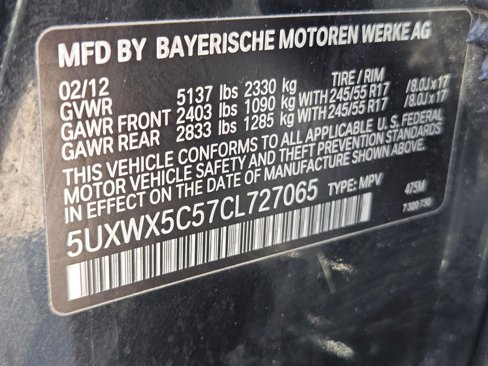 MFD BY BAYERISCHE MOTOREN WERKE AG
02/12 TIRE / RIM
GVWR 5137 lbs 2330 kg
GAWR FRONT 2403 lbs 1090 kg WITH 245/55 R17 /8.0J x 17
GAWR REAR 2833 lbs 1285 kg WITH 245/55 R17 /8.0J x 17
THIS VEHICLE CONFORMS TO ALL APPLICABLE U.S. FEDERAL
MOTOR VEHICLE SAFETY AND THEFT PREVENTION STANDARDS
IN EFFECT ON THE DATE OF MANUFACTURE SHOWN ABOVE.
5UXWX5C57CL727065 TYPE: MPV 475M
7300730